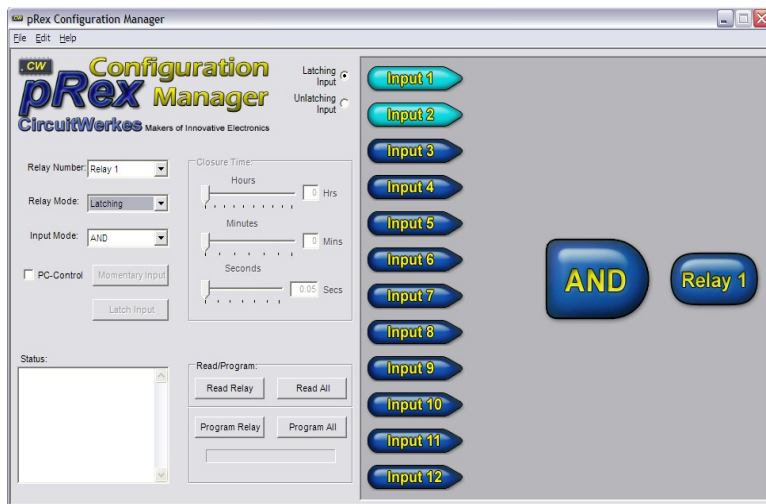 .cw pRex Configuration Manager
File Edit Help
.CW
Configuration
pRex Manager
CircuitWerkes Makers of Innovative Electronics
Latching Input
Unlatching Input
Relay Number: Relay 1
Relay Mode: Latching
Input Mode: AND
PC-Control
Momentary Input
Latch Input
Closure Time:
Hours
0 Hrs
Minutes
0 Mins
Seconds
0.05 Secs
Status:
Read/Program:
Read Relay
Read All
Program Relay
Program All
Input 1
Input 2
Input 3
Input 4
Input 5
Input 6
Input 7
Input 8
Input 9
Input 10
Input 11
Input 12
AND
Relay 1